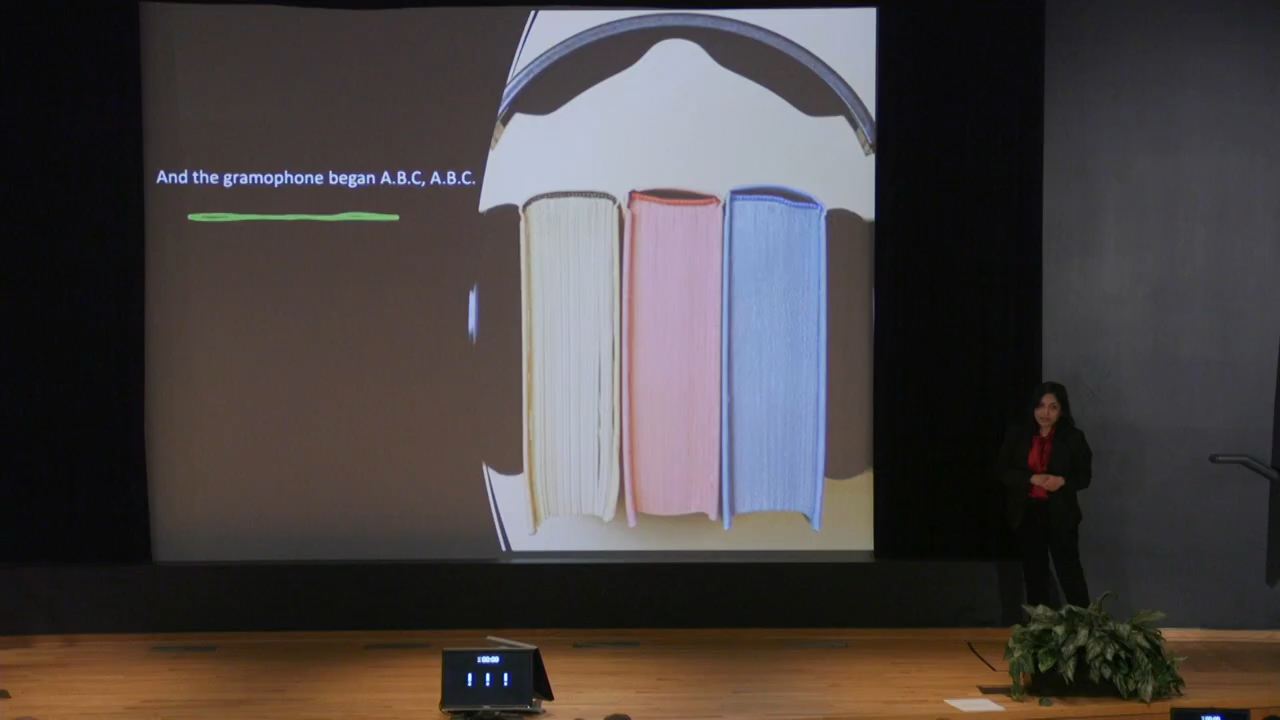 And the gramophone began A.B.C, A.B.C.
! ! !